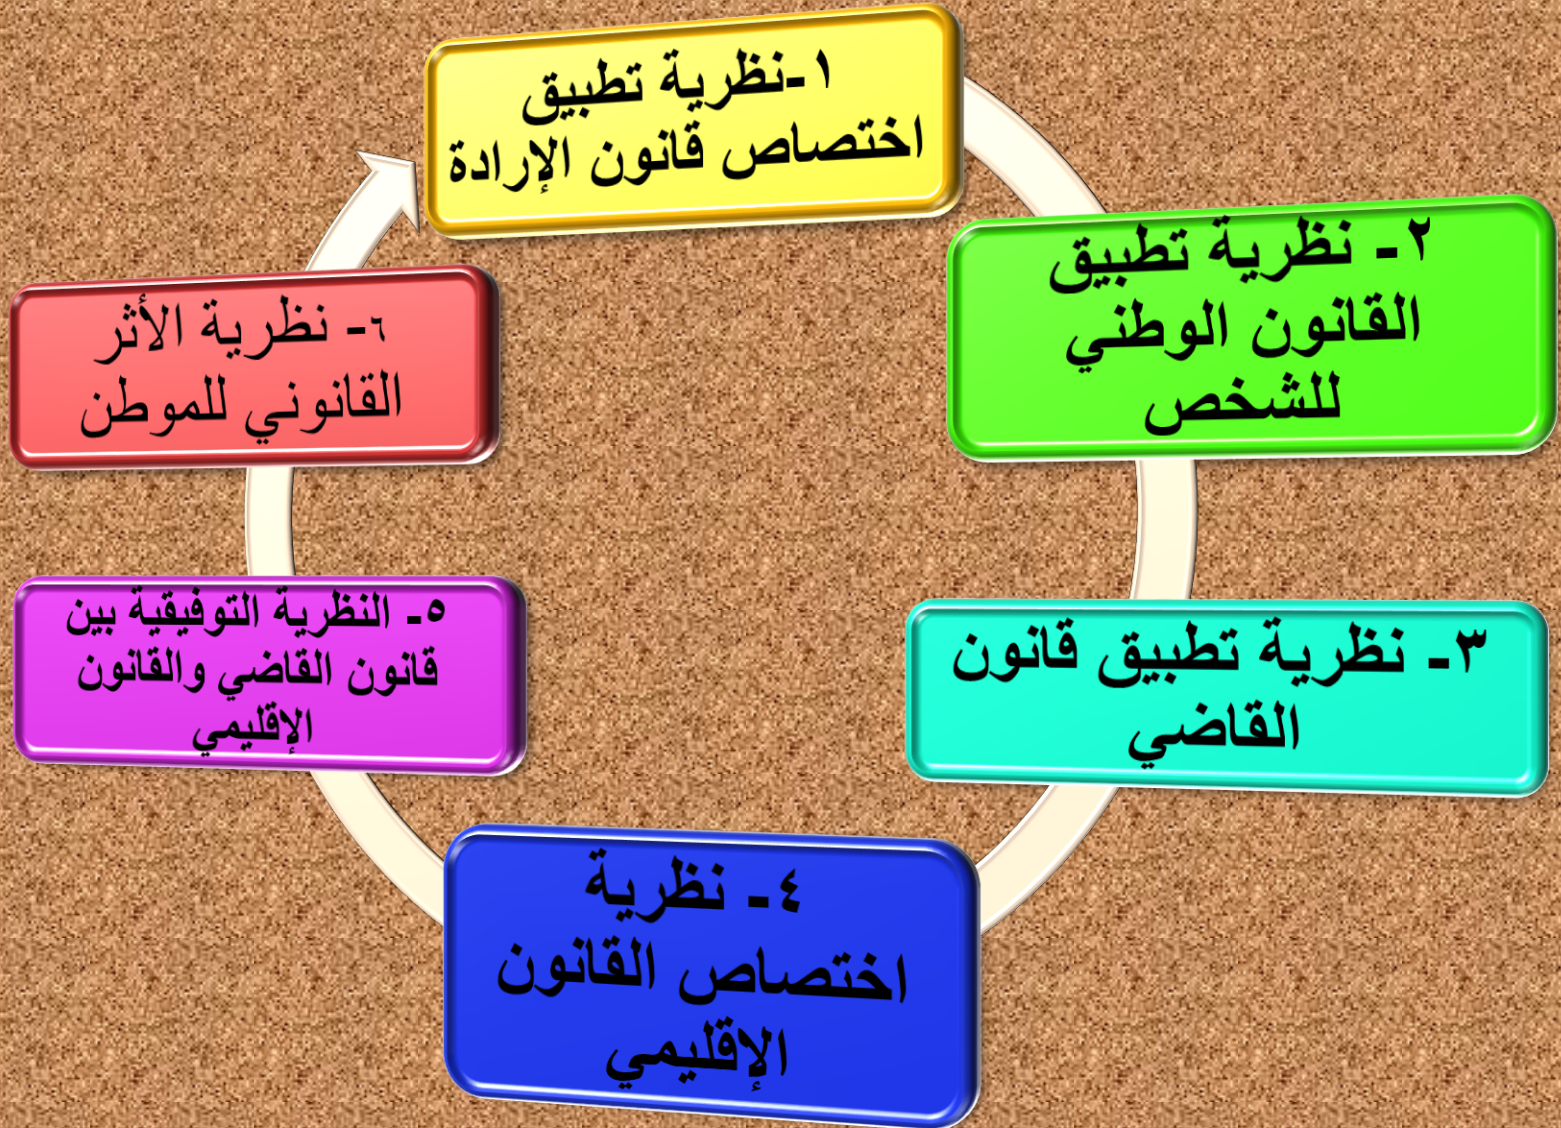 ١-نظرية تطبيق
اختصاص قانون الإرادة
٢- نظرية تطبيق
القانون الوطني
للشخص
٣- نظرية تطبيق قانون
القاضي
٤- نظرية
اختصاص القانون
الإقليمي
٥- النظرية التوفيقية بين
قانون القاضي والقانون
الإقليمي
٦- نظرية الأثر
القانوني للموطن